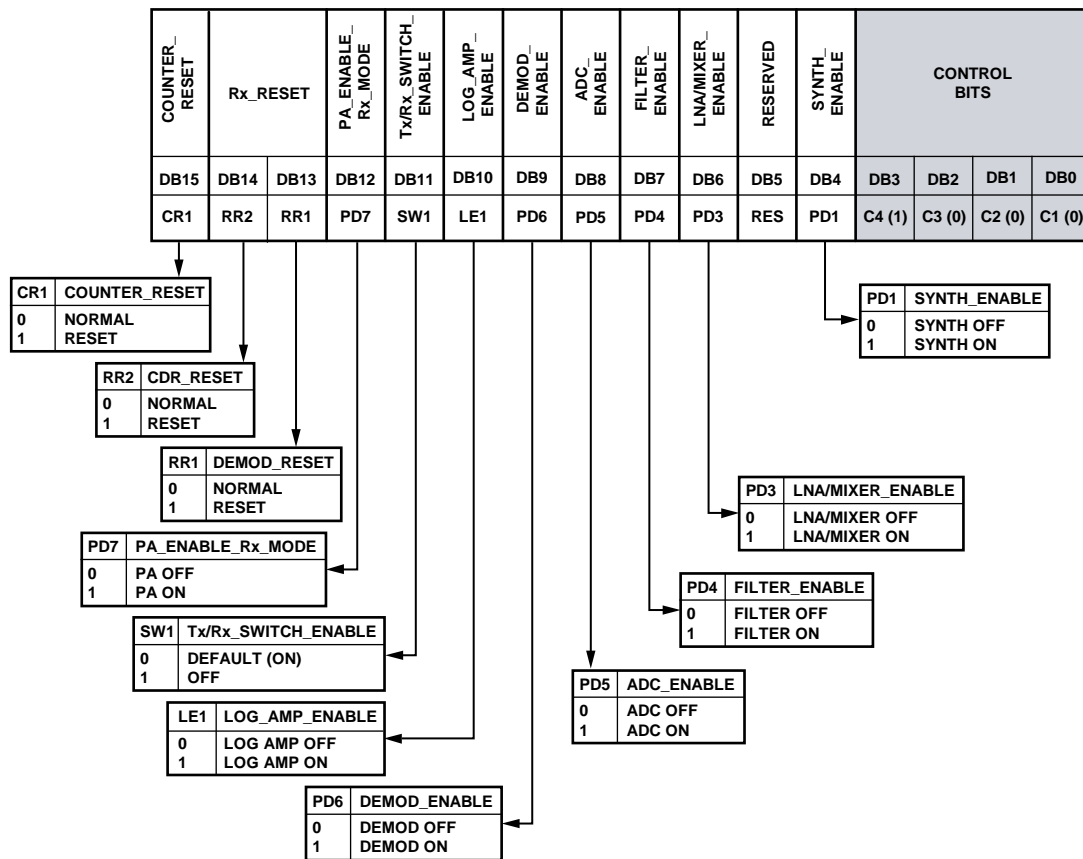 COUNTER_
RESET
Rx_RESET
PA_ENABLE_
Rx_MODE
Tx/Rx_SWITCH_
ENABLE
LOG_AMP_
ENABLE
DEMOD_
ENABLE
ADC_
ENABLE
FILTER_
ENABLE
LNA/MIXER_
ENABLE
RESERVED
SYNTH_
ENABLE
CONTROL
BITS
DB15 DB14 DB13 DB12 DB11 DB10 DB9 DB8 DB7 DB6 DB5 DB4 DB3 DB2 DB1 DB0
CR1 RR2 RR1 PD7 SW1 LE1 PD6 PD5 PD4 PD3 RES PD1 C4 (1) C3 (0) C2 (0) C1 (0)
CR1 COUNTER_RESET
0 NORMAL
1 RESET
PD1 SYNTH_ENABLE
0 SYNTH OFF
1 SYNTH ON
RR2 CDR_RESET
0 NORMAL
1 RESET
RR1 DEMOD_RESET
0 NORMAL
1 RESET
PD3 LNA/MIXER_ENABLE
0 LNA/MIXER OFF
1 LNA/MIXER ON
PD7 PA_ENABLE_Rx_MODE
0 PA OFF
1 PA ON
PD4 FILTER_ENABLE
0 FILTER OFF
1 FILTER ON
SW1 Tx/Rx_SWITCH_ENABLE
0 DEFAULT (ON)
1 OFF
PD5 ADC_ENABLE
0 ADC OFF
1 ADC ON
LE1 LOG_AMP_ENABLE
0 LOG AMP OFF
1 LOG AMP ON
PD6 DEMOD_ENABLE
0 DEMOD OFF
1 DEMOD ON